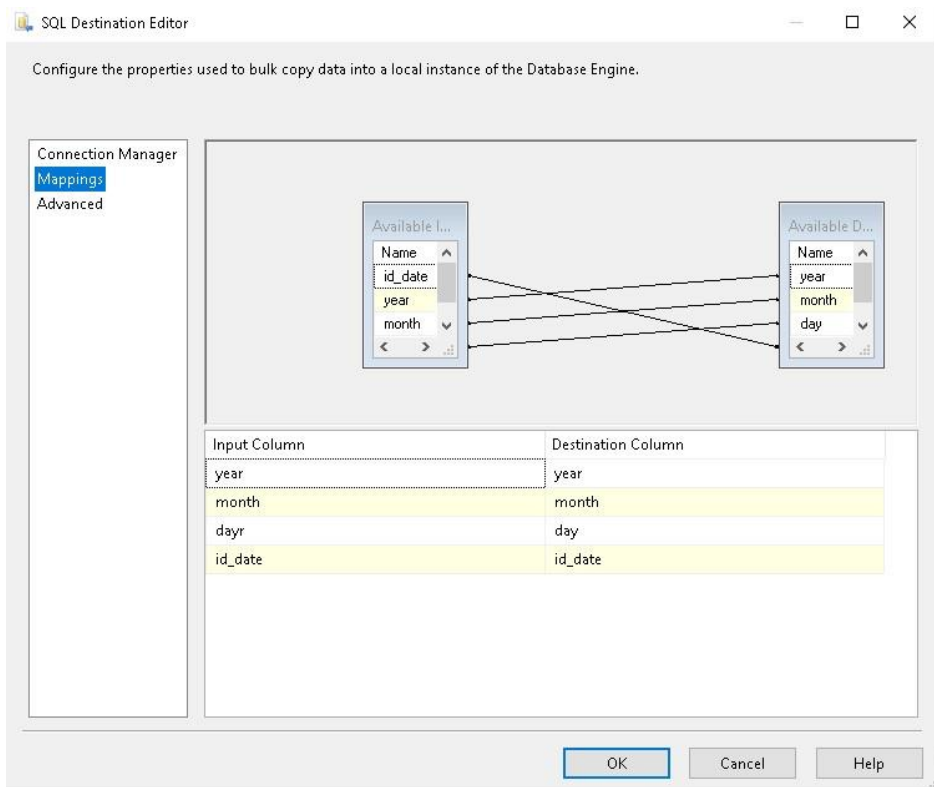 SQL Destination Editor
Configure the properties used to bulk copy data into a local instance of the Database Engine.
Connection Manager
Mappings
Advanced
Available I...
Name
id_date
year
month
Available D...
Name
year
month
day
Input Column Destination Column
year year
month month
dayr day
id_date id_date
OK Cancel Help